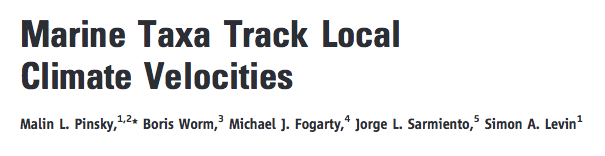 Marine Taxa Track Local
Climate Velocities
Malin L. Pinsky,1,2* Boris Worm,3 Michael J. Fogarty,4 Jorge L. Sarmiento,5 Simon A. Levin1